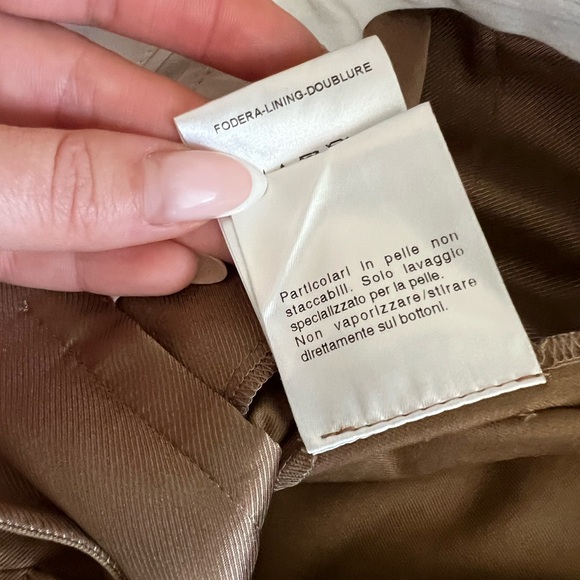 FODERA-LINING-DOUBLURE
Particolari in pelle non
staccabili. Solo lavaggio
specializzato per la pelle.
Non vaporizzare/stirare
direttamente sui bottoni.